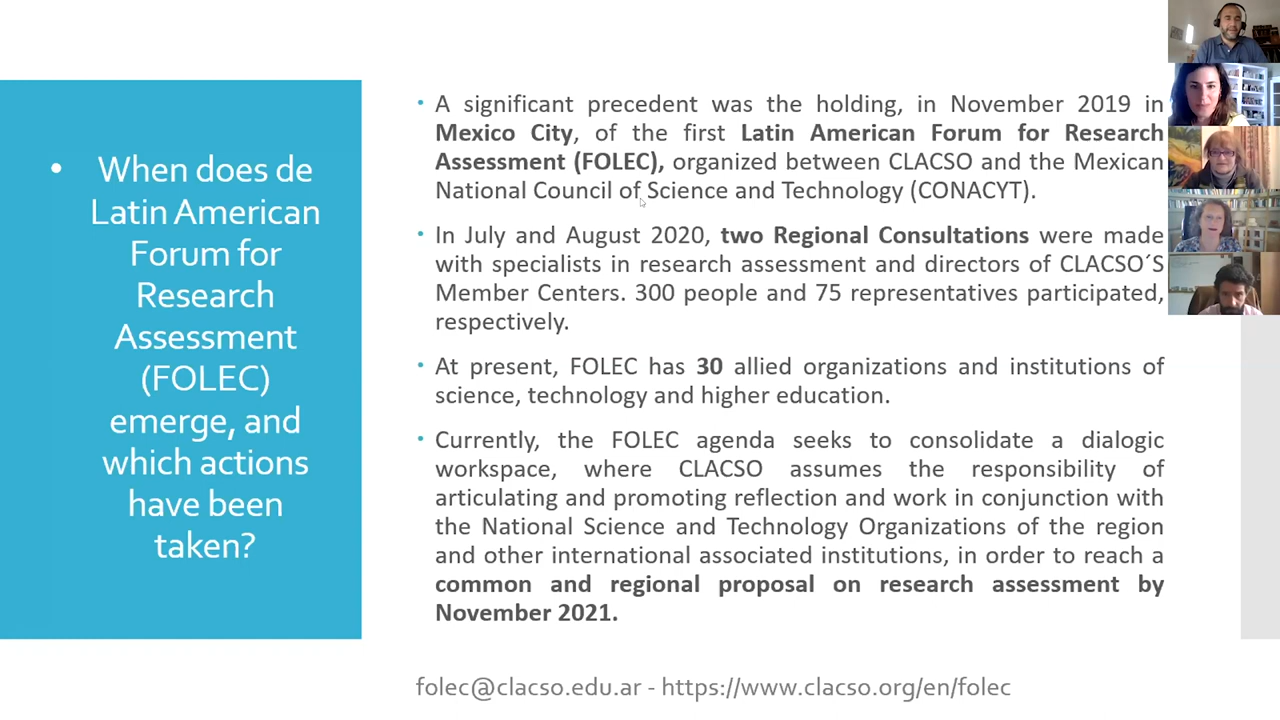 • When does de
Latin American
Forum for
Research
Assessment
(FOLEC)
emerge, and
which actions
have been
taken?
• A significant precedent was the holding, in November 2019 in
Mexico City, of the first Latin American Forum for Research
Assessment (FOLEC), organized between CLACSO and the Mexican
National Council of Science and Technology (CONACYT).
• In July and August 2020, two Regional Consultations were made
with specialists in research assessment and directors of CLACSO´S
Member Centers. 300 people and 75 representatives participated,
respectively.
• At present, FOLEC has 30 allied organizations and institutions of
science, technology and higher education.
• Currently, the FOLEC agenda seeks to consolidate a dialogic
workspace, where CLACSO assumes the responsibility of
articulating and promoting reflection and work in conjunction with
the National Science and Technology Organizations of the region
and other international associated institutions, in order to reach a
common and regional proposal on research assessment by
November 2021.
folec@clacso.edu.ar - https://www.clacso.org/en/folec